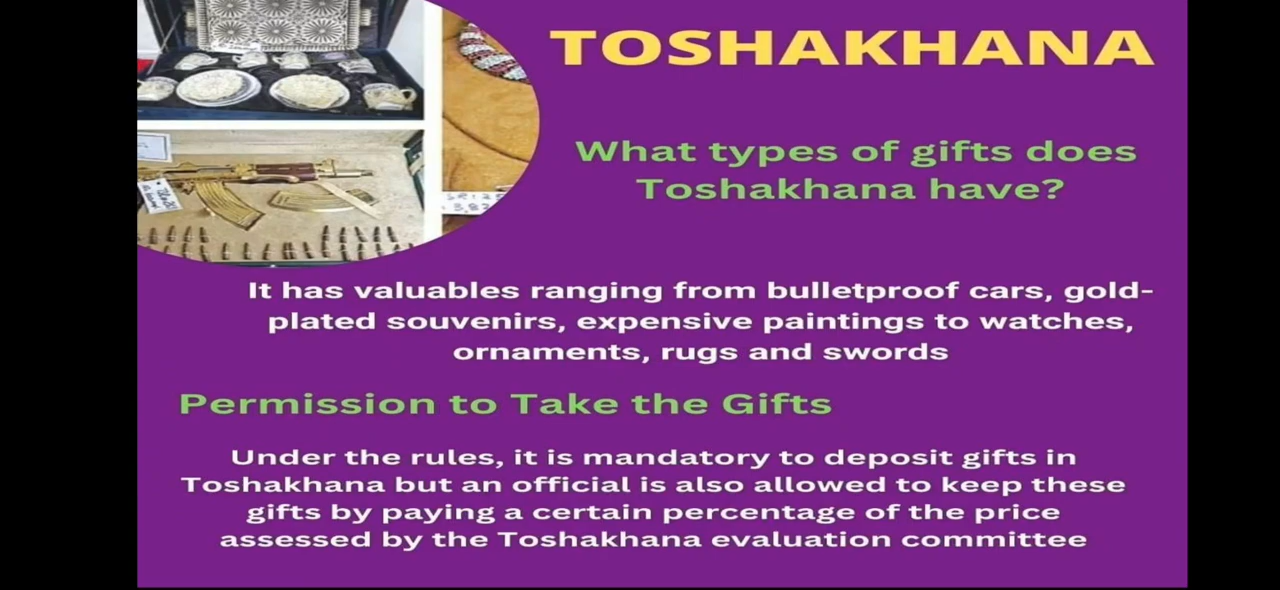 TOSHAKHANA
What types of gifts does
Toshakhana have?
It has valuables ranging from bulletproof cars, gold-
plated souvenirs, expensive paintings to watches,
ornaments, rugs and swords
Permission to Take the Gifts
Under the rules, it is mandatory to deposit gifts in
Toshakhana but an official is also allowed to keep these
gifts by paying a certain percentage of the price
assessed by the Toshakhana evaluation committee